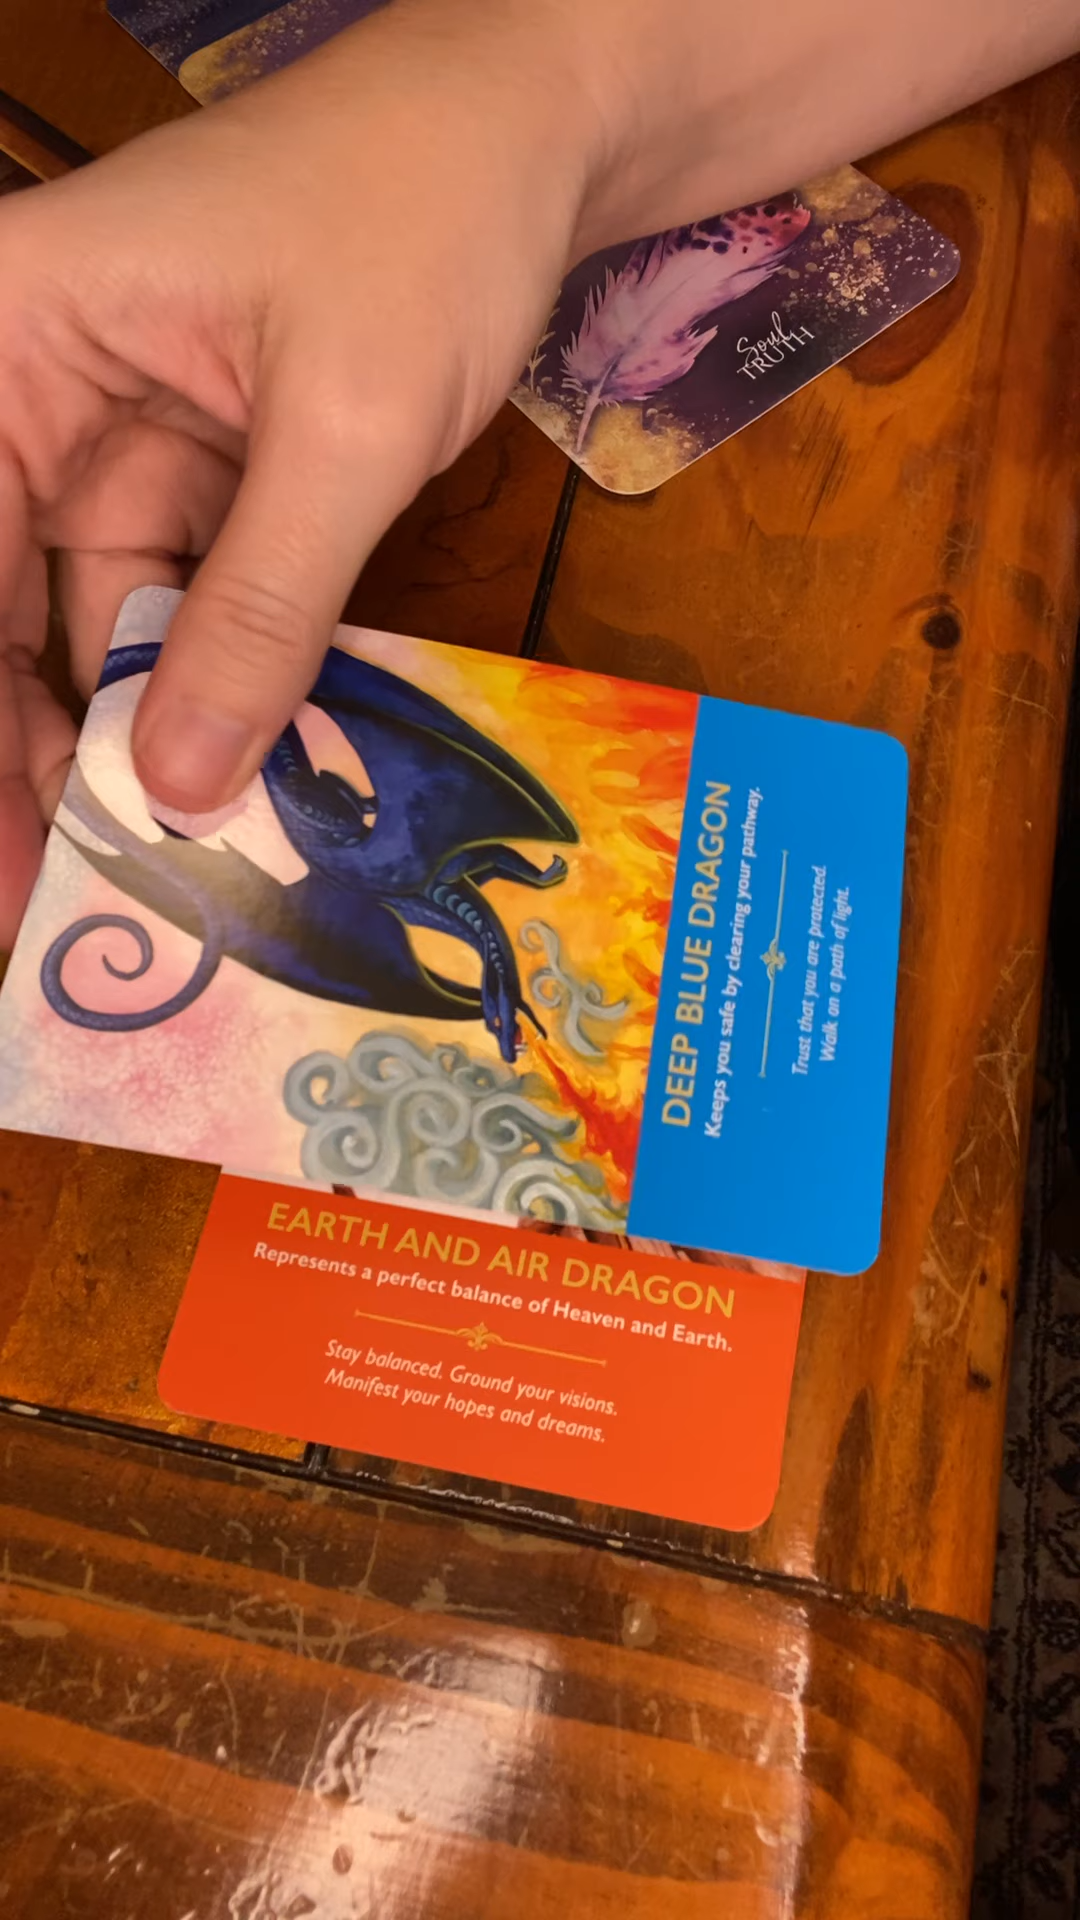 Soul
TRUTH
DEEP BLUE DRAGON
Keeps you safe by clearing your pathway.
Trust that you are protected.
Walk on a path of light.
EARTH AND AIR DRAGON
Represents a perfect balance of Heaven and Earth.
Stay balanced. Ground your visions.
Manifest your hopes and dreams.